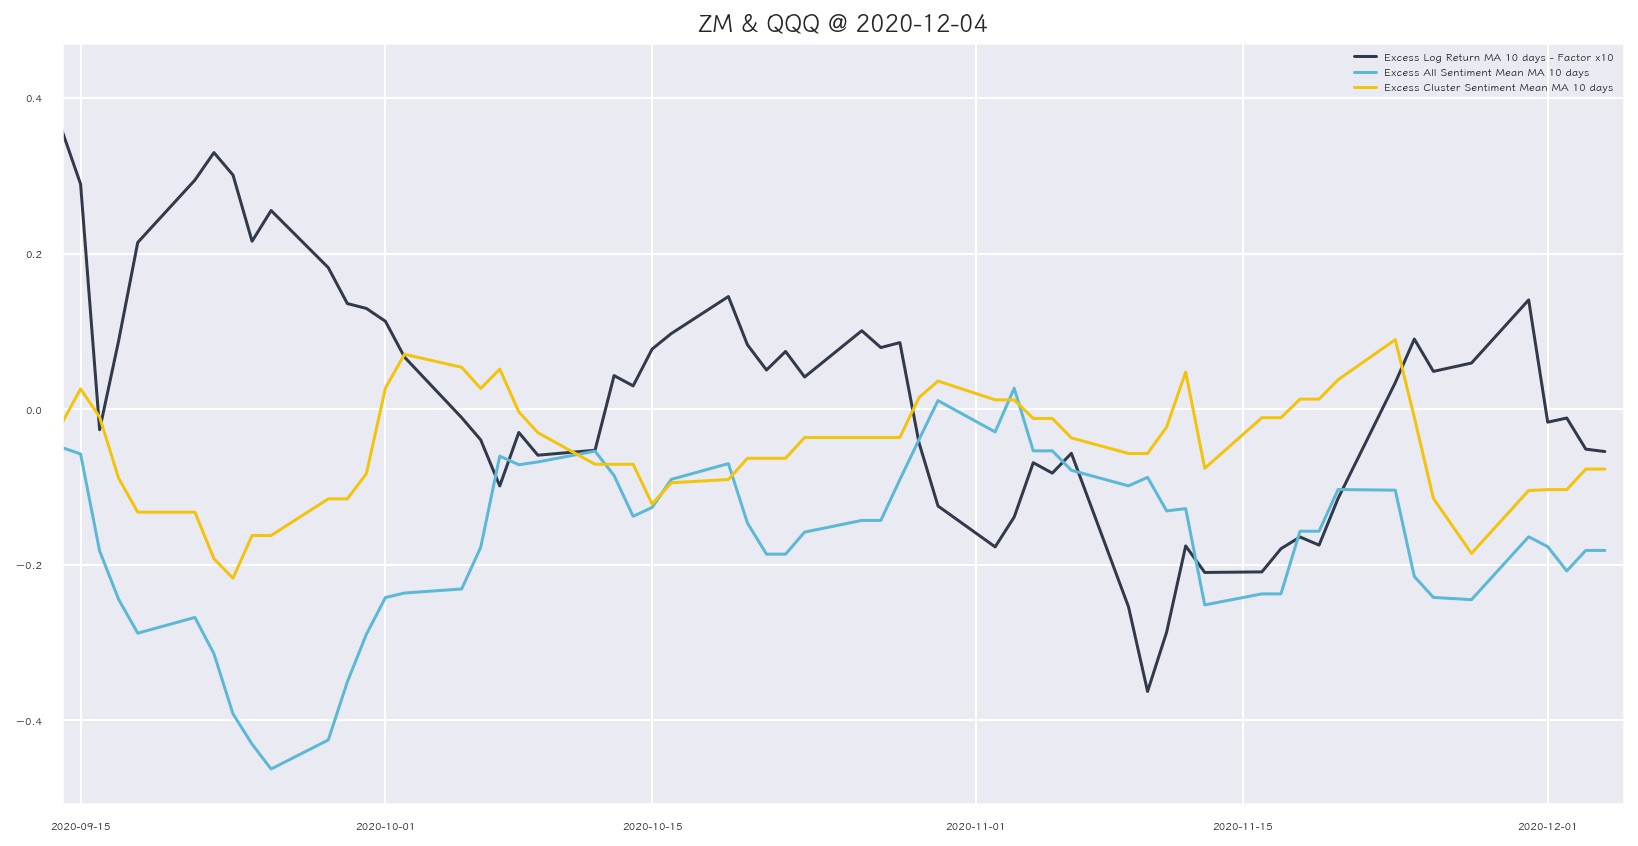 ZM & QQQ @ 2020-12-04
Excess Log Return MA 10 days - Factor x10
Excess All Sentiment Mean MA 10 days
Excess Cluster Sentiment Mean MA 10 days
0.4
0.2
0.0
−0.2
−0.4
2020-09-15 2020-10-01 2020-10-15 2020-11-01 2020-11-15 2020-12-01